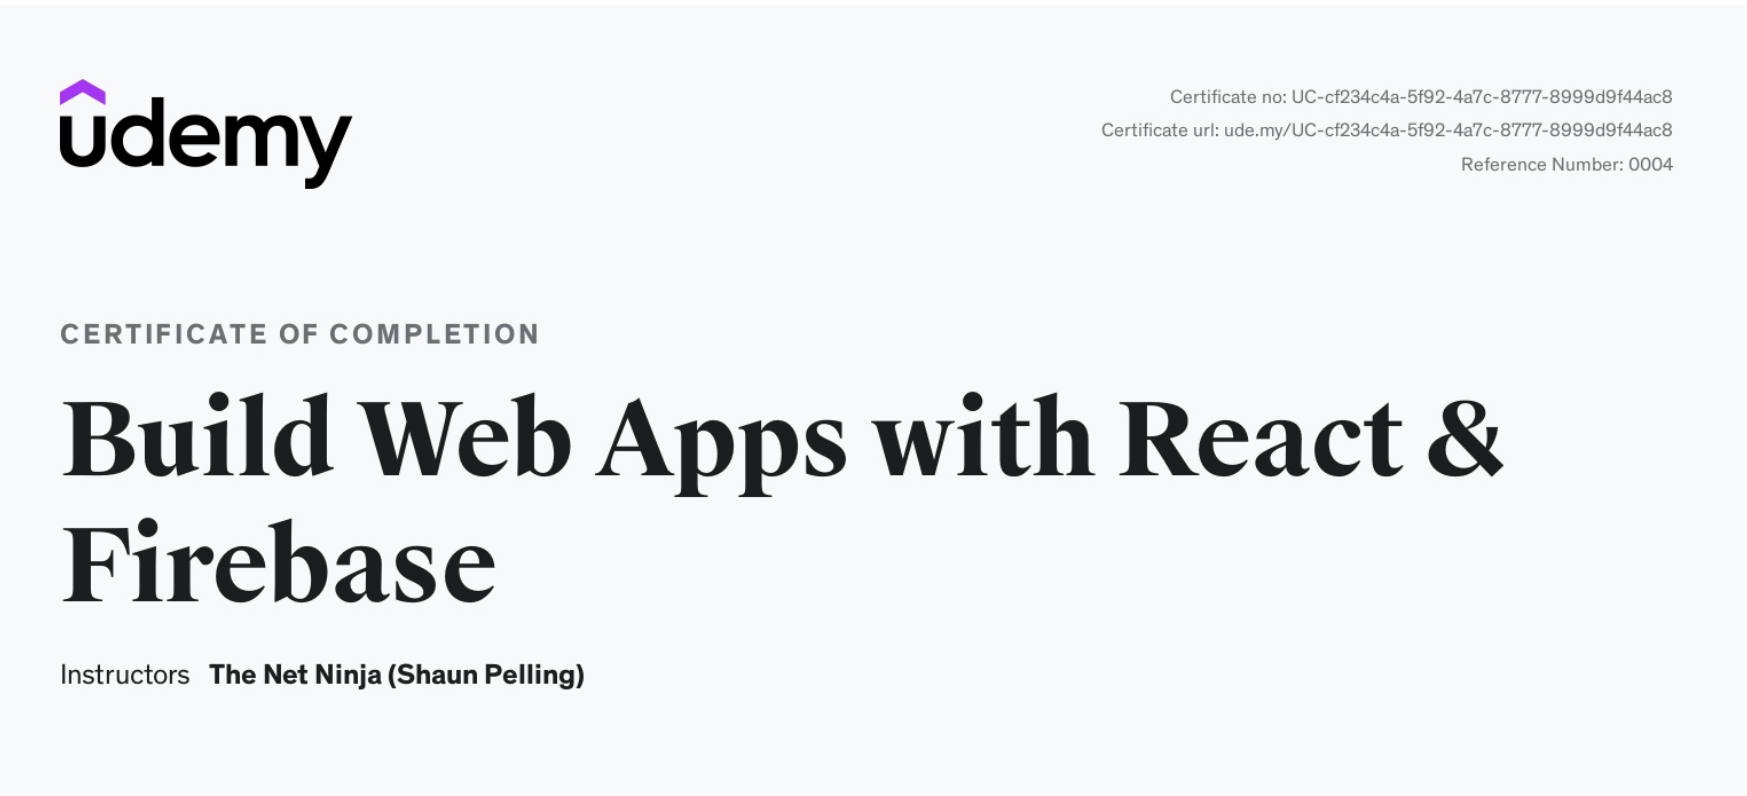 udemy
Certificate no: UC-cf234c4a-5f92-4a7c-8777-8999d9f44ac8
Certificate url: ude.my/UC-cf234c4a-5f92-4a7c-8777-8999d9f44ac8
Reference Number: 0004
CERTIFICATE OF COMPLETION
Build Web Apps with React &
Firebase
Instructors The Net Ninja (Shaun Pelling)